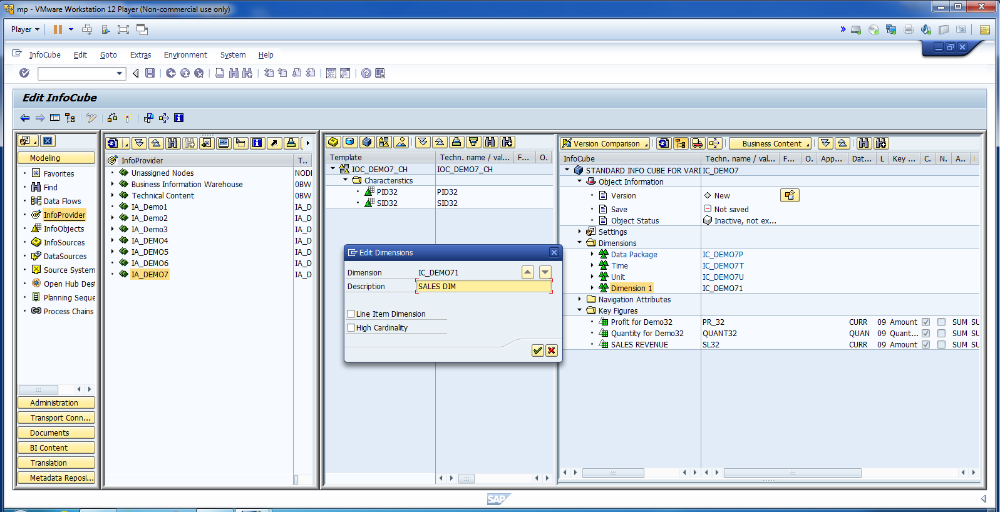 mp - VMware Workstation 12 Player (Non-commercial use only)
Player
InfoCube Edit Goto Extras Environment System Help
Edit InfoCube
Modeling
Favorites
Find
Data Flows
InfoProvider
InfoObjects
InfoSources
DataSources
Source System
Open Hub Dest
Planning Seque
Process Chains
Administration
Transport Conn...
Documents
BI Content
Translation
Metadata Reposi...
InfoProvider T..
Unassigned Nodes NODE
Business Information Warehouse 0BW
Technical Content 0BW
IA_Demo1 IA_D
IA_Demo2 IA_D
IA_Demo3 IA_D
IA_DEMO4 IA_D
IA_DEMO5 IA_D
IA_DEMO6 IA_D
IA_DEMO7 IA_D
Template Techn. name / val... F... O.
IOC_DEMO7_CH IOC_DEMO7_CH
Characteristics
PID32 PID32
SID32 SID32
Edit Dimensions
Dimension IC_DEMO71
Description SALES DIM
Line Item Dimension
High Cardinality
Version Comparison Business Content
InfoCube Techn. name / val... F... O. App... Dat... L Key ... C. N. A..
STANDARD INFO CUBE FOR VARI IC_DEMO7
Object Information
Version New
Save Not saved
Object Status Inactive, not ex...
Settings
Dimensions
Data Package IC_DEMO7P
Time IC_DEMO7T
Unit IC_DEMO7U
Dimension 1 IC_DEMO71
Navigation Attributes
Key Figures
Profit for Demo32 PR_32 CURR 09 Amount SUM SU
Quantity for Demo32 QUANT32 QUAN 09 Quant... SUM SU
SALES REVENUE SL32 CURR 09 Amount SUM SU
SAP